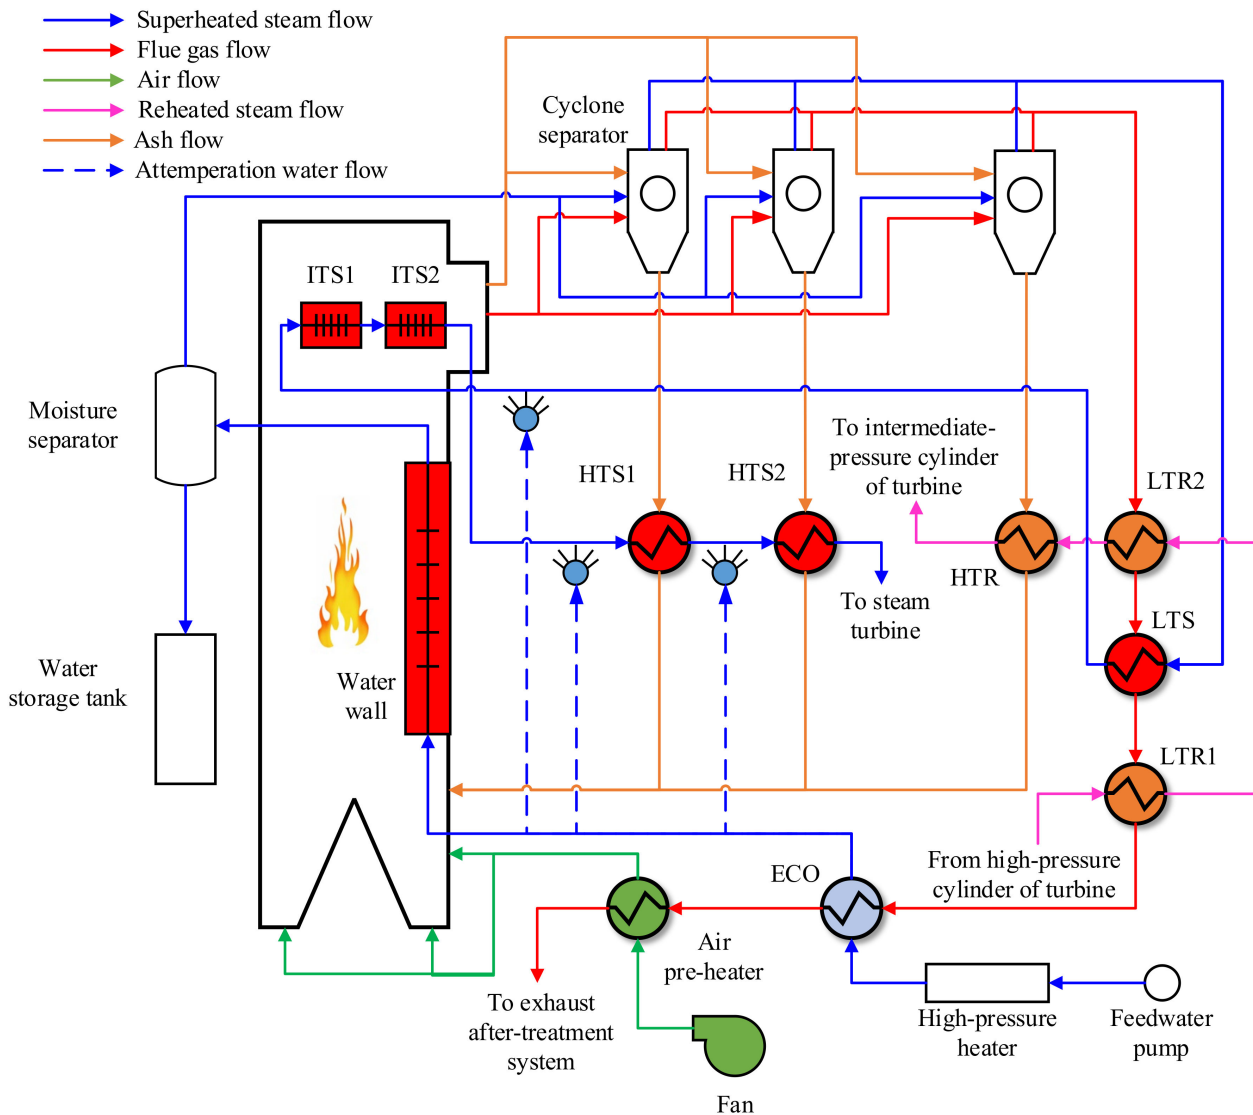 Superheated steam flow
Flue gas flow
Air flow
Reheated steam flow
Ash flow
Attemperation water flow
Cyclone
separator
ITS1
ITS2
Moisture
separator
To intermediate-
pressure cylinder
of turbine
HTS1
HTS2
LTR2
HTR
To steam
turbine
LTS
Water
storage tank
Water
wall
LTR1
From high-pressure
cylinder of turbine
ECO
Air
pre-heater
To exhaust
after-treatment
system
High-pressure
heater
Feedwater
pump
Fan